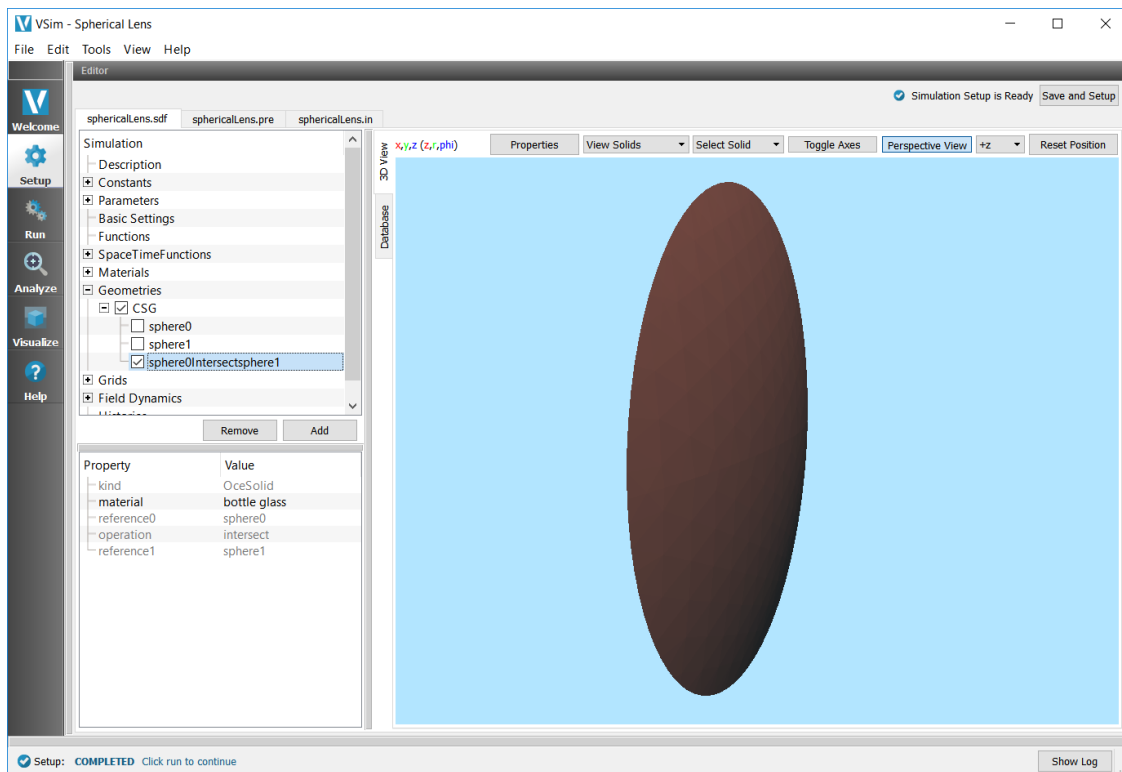 VSim - Spherical Lens
File Edit Tools View Help
Editor
Simulation Setup is Ready Save and Setup
Welcome
Setup
Run
Analyze
Visualize
Help
sphericalLens.sdf sphericalLens.pre sphericalLens.in
Simulation
Description
Constants
Parameters
Basic Settings
Functions
SpaceTimeFunctions
Materials
Geometries
CSG
sphere0
sphere1
sphere0Intersectsphere1
Grids
Field Dynamics
Histories
Remove Add
Property Value
kind OceSolid
material bottle glass
reference0 sphere0
operation intersect
reference1 sphere1
3D View
Database
x,y,z (z,r,phi) Properties View Solids Select Solid Toggle Axes Perspective View +z Reset Position
Setup: COMPLETED Click run to continue Show Log